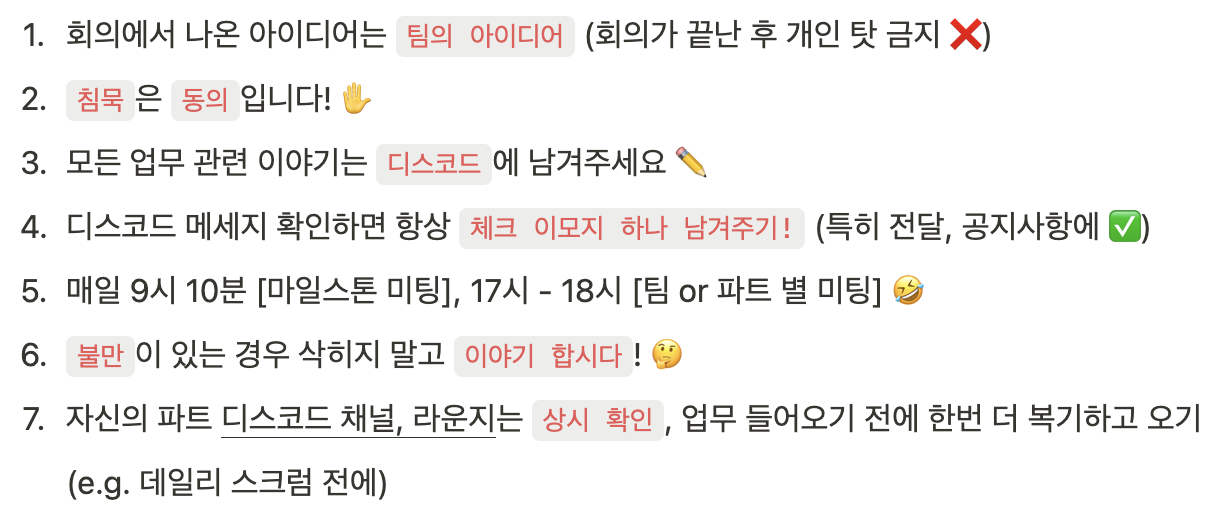 1. 회의에서 나온 아이디어는 팀의 아이디어 (회의가 끝난 후 개인 탓 금지 ❌)
2. 침묵은 동의입니다! ✋
3. 모든 업무 관련 이야기는 디스코드에 남겨주세요 ✏️
4. 디스코드 메세지 확인하면 항상 체크 이모지 하나 남겨주기! (특히 전달, 공지사항에 ✅)
5. 매일 9시 10분 [마일스톤 미팅], 17시 - 18시 [팀 or 파트 별 미팅] 🤣
6. 불만이 있는 경우 삭히지 말고 이야기 합시다! 🤔
7. 자신의 파트 디스코드 채널, 라운지는 상시 확인, 업무 들어오기 전에 한번 더 복기하고 오기
(e.g. 데일리 스크럼 전에)